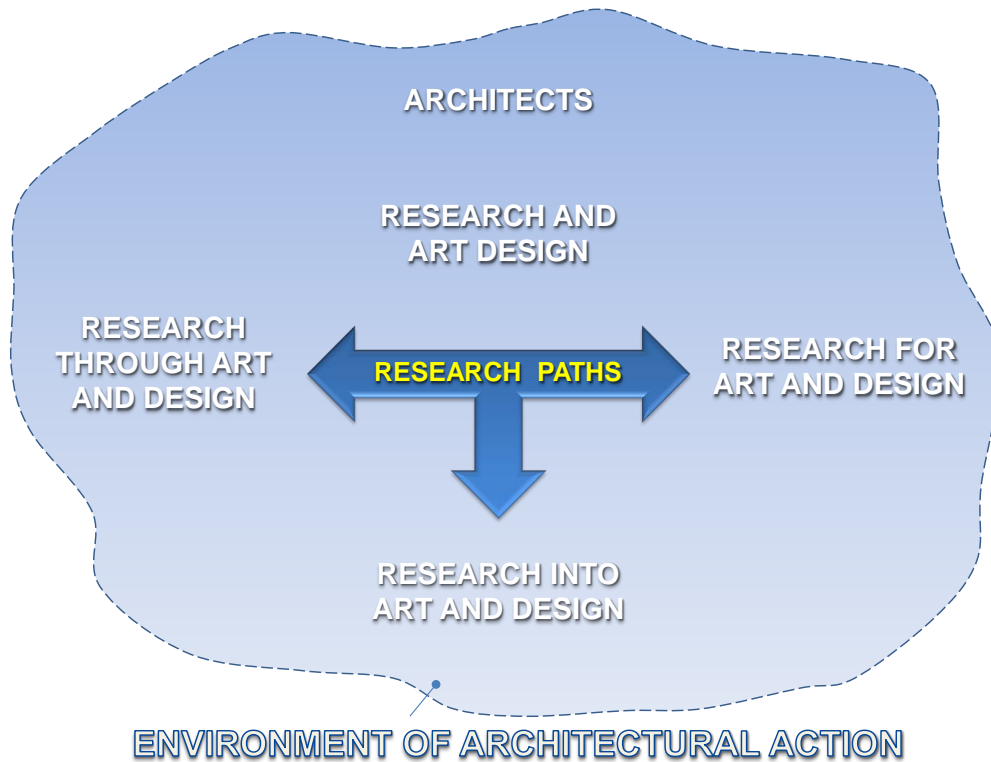 ARCHITECTS
RESEARCH AND
ART DESIGN
RESEARCH
THROUGH ART
AND DESIGN
RESEARCH PATHS
RESEARCH FOR
ART AND DESIGN
RESEARCH INTO
ART AND DESIGN
ENVIRONMENT OF ARCHITECTURAL ACTION